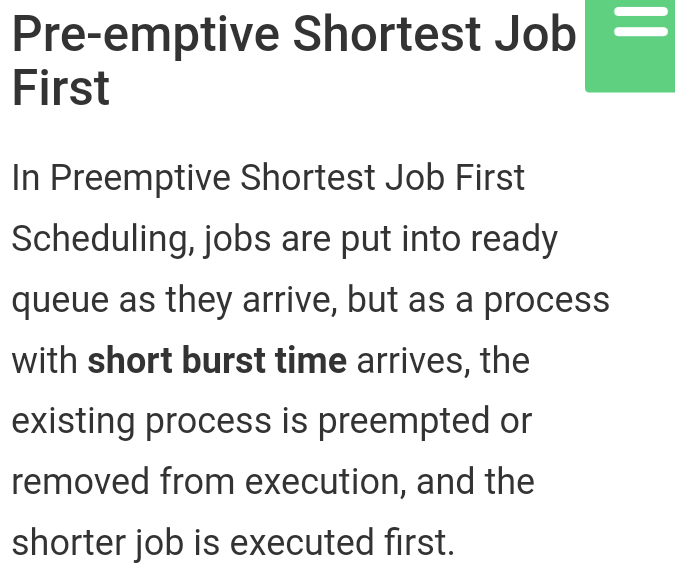 Pre-emptive Shortest Job
First
In Preemptive Shortest Job First
Scheduling, jobs are put into ready
queue as they arrive, but as a process
with short burst time arrives, the
existing process is preempted or
removed from execution, and the
shorter job is executed first.